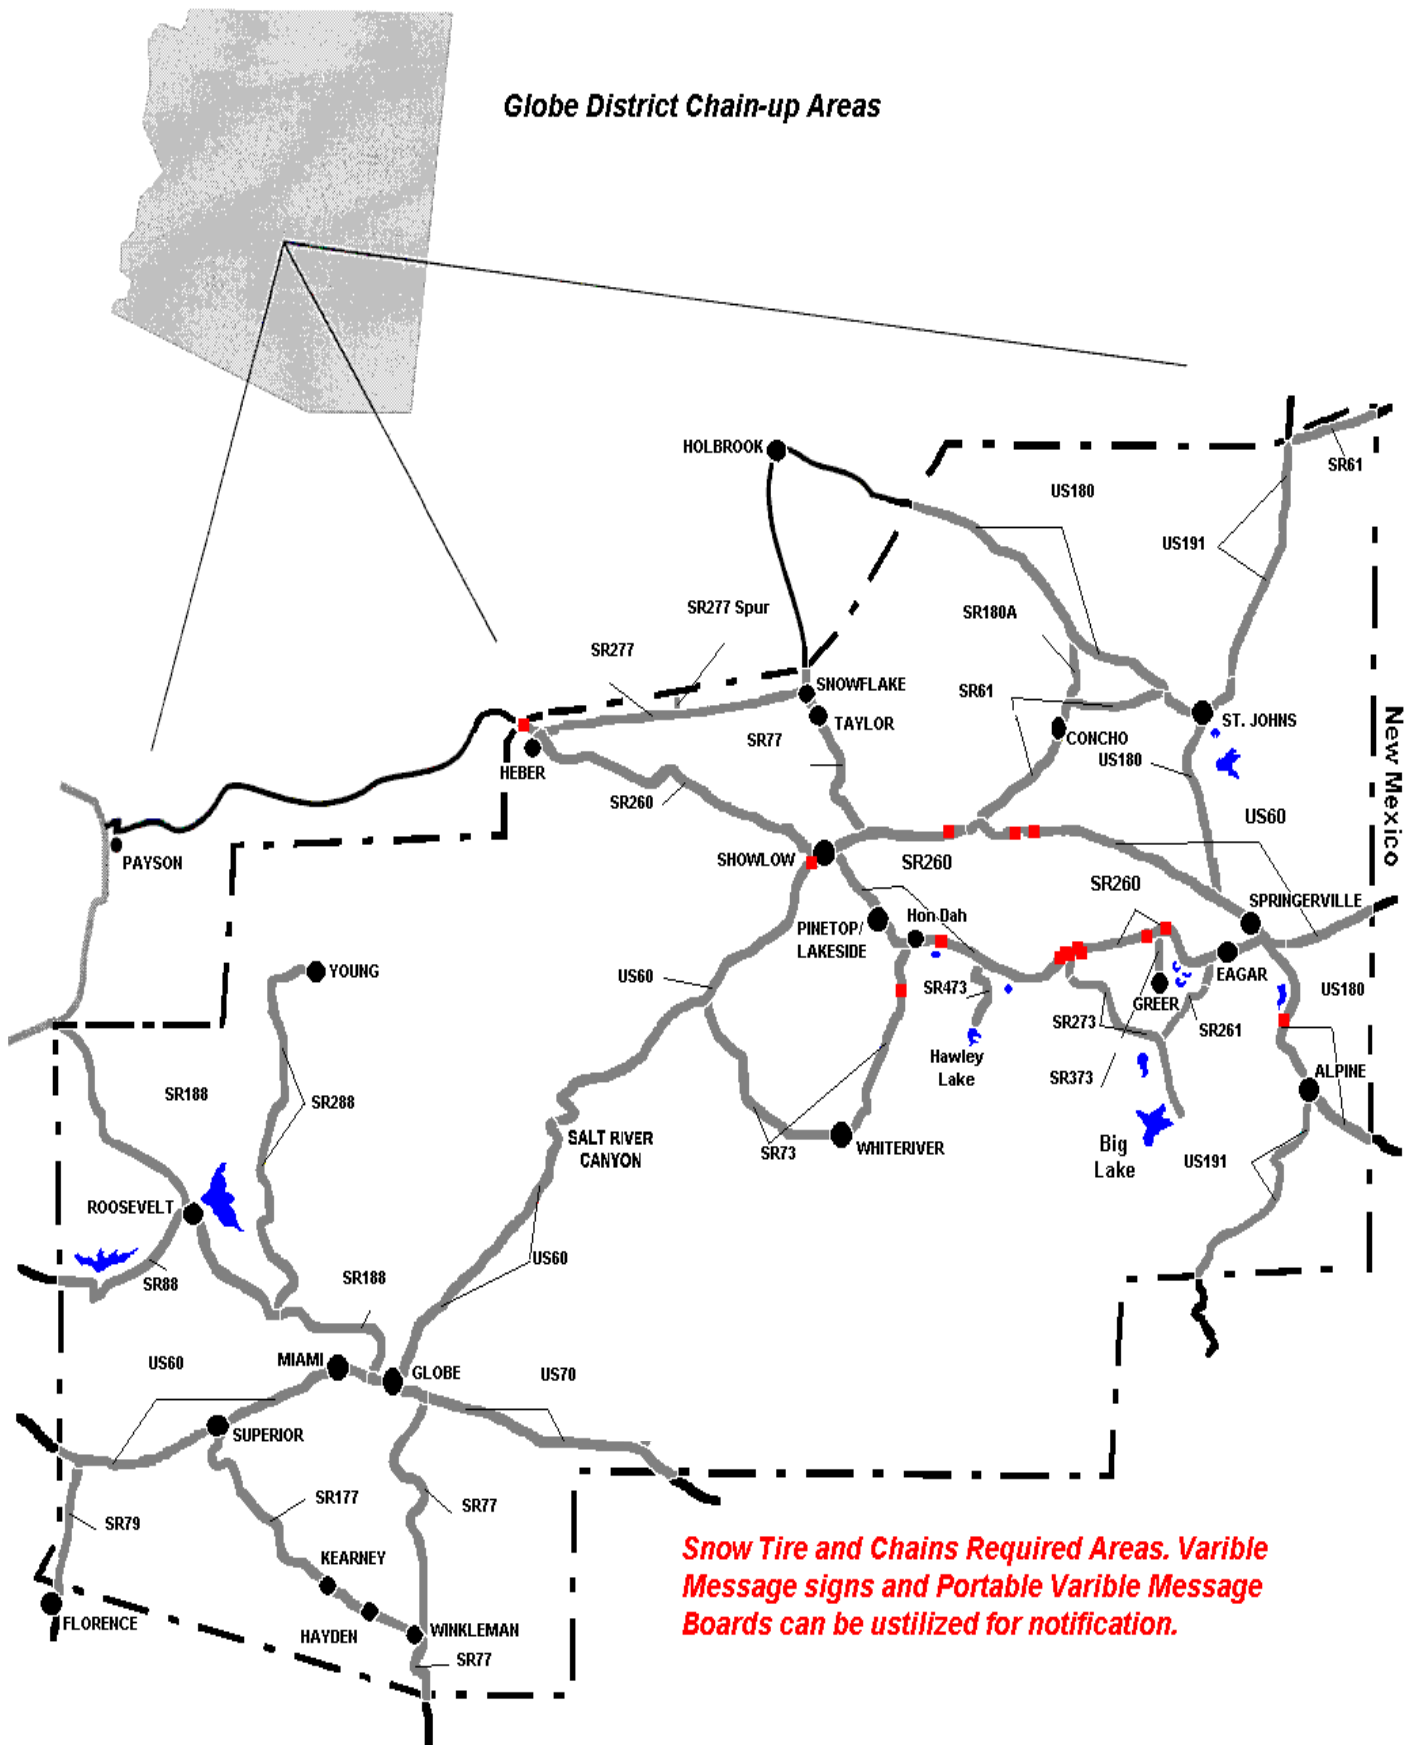 Globe District Chain-up Areas
HOLBROOK
SR61
US180
US191
SR277 Spur
SR180A
SR277
SNOWFLAKE
SR61
TAYLOR
ST. JOHNS
SR77
CONCHO
New Mexico
HEBER
US180
SR260
US60
PAYSON
SHOWLOW
SR260
SR260
SPRINGERVILLE
PINETOP/
LAKESIDE
Hon Dah
YOUNG
US60
EAGAR
SR473
GREER
US180
SR273
SR261
Hawley
Lake
SR373
ALPINE
SR188
SR288
SALT RIVER
CANYON
SR73
WHITERIVER
Big
Lake
US191
ROOSEVELT
US60
SR88
SR188
US60
MIAMI
GLOBE
US70
SUPERIOR
SR177
SR77
SR79
KEARNEY
Snow Tire and Chains Required Areas. Varible
Message signs and Portable Varible Message
Boards can be ustilized for notification.
FLORENCE
HAYDEN
WINKLEMAN
SR77